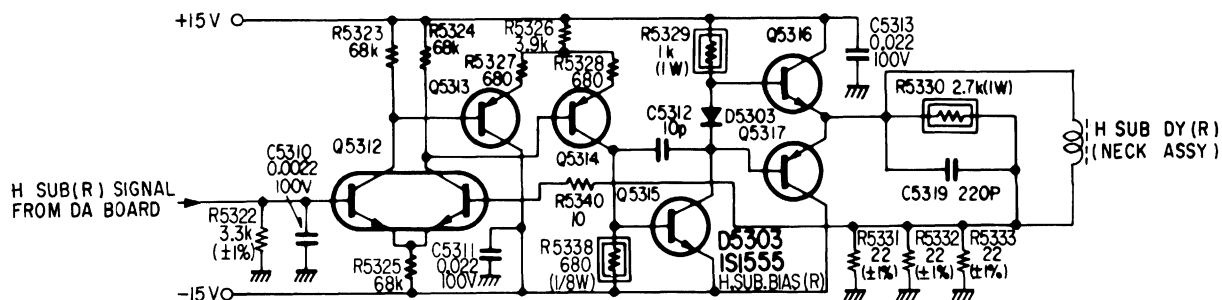 +15V
R5323
68k
R5324
68k
R5326
3.9k
R5327
680
R5328
680
Q5313
R5329
1k
(1W)
Q5316
C5313
0.022
100V
R5330 2.7k(1W)
C5312
10p
D5303
Q5317
H SUB DY(R)
(NECK ASSY)
Q5312
Q5314
C5310
0.0022
100V
C5319 220P
H SUB(R) SIGNAL
FROM DA BOARD
R5322
3.3k
(±1%)
R5340
10
Q5315
R5325
68k
C5311
0.022
100V
R5338
680
(1/8W)
D5303
1S1555
H.SUB.BIAS(R)
R5331
22
(±1%)
R5332
22
(±1%)
R5333
22
(±1%)
-15V